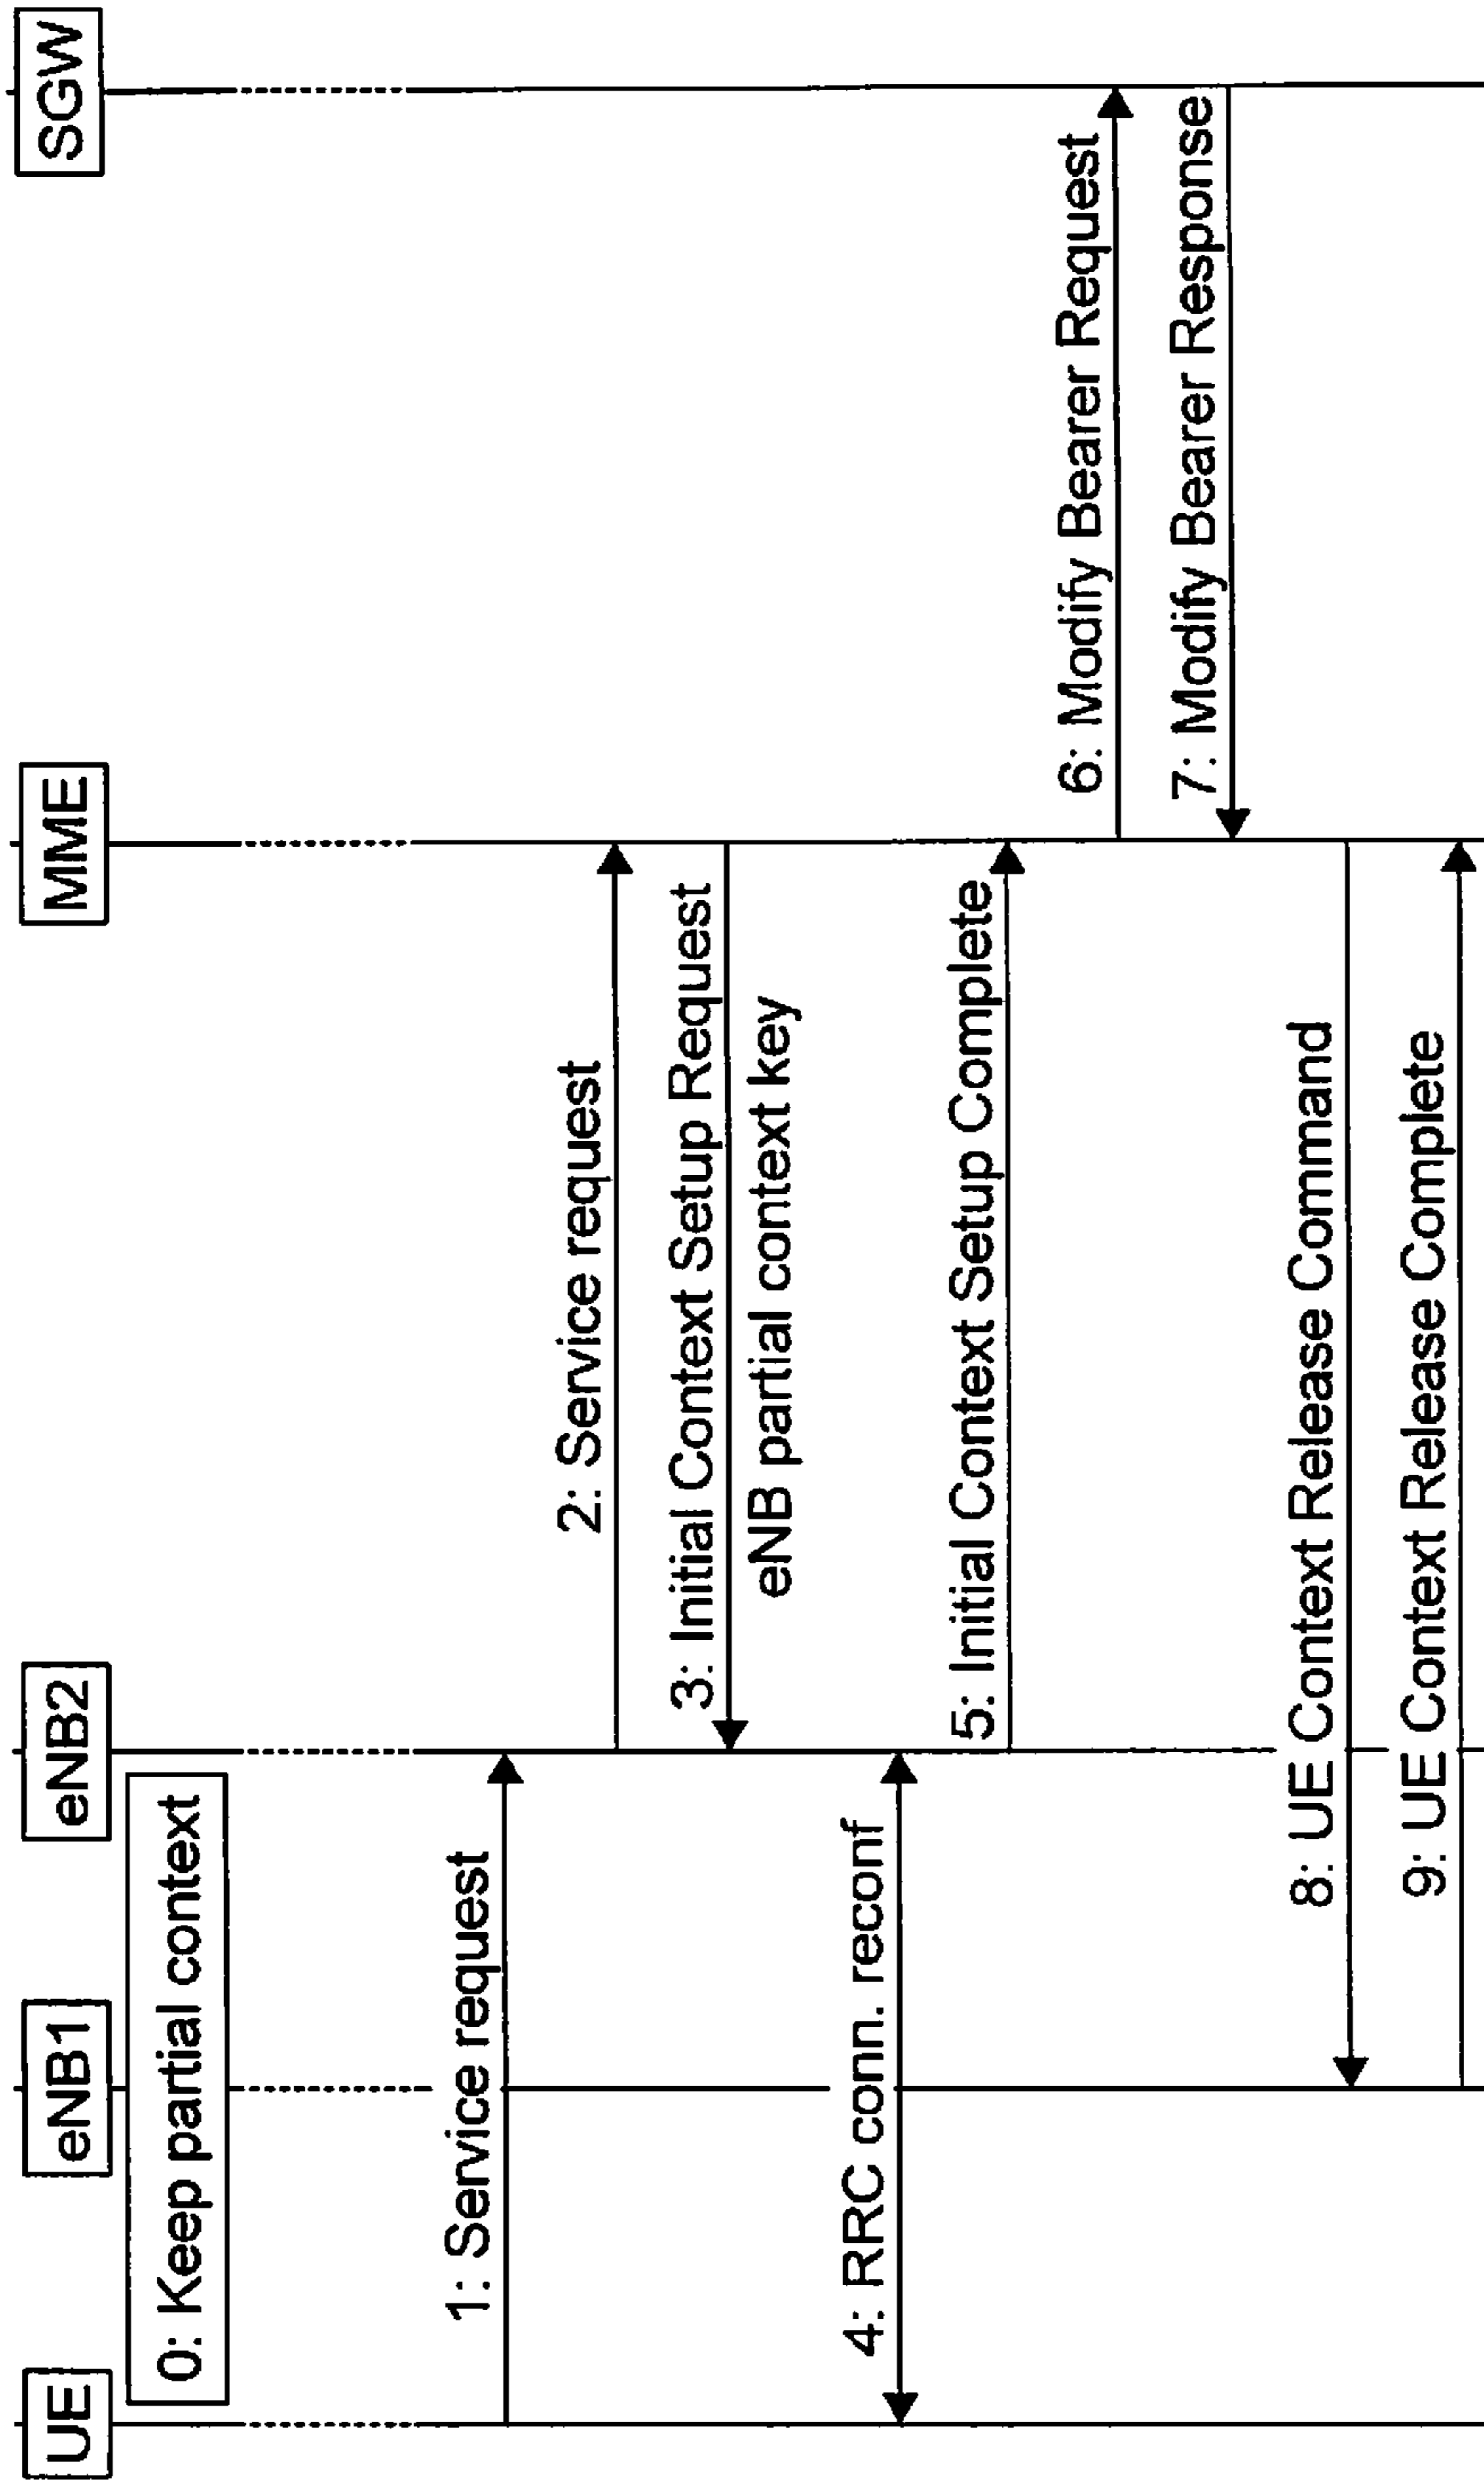 UE
eNB1
eNB2
MME
SGW
0: Keep partial context
1: Service request
2: Service request
3: Initial Context Setup Request
eNB partial context key
4: RRC conn. reconf
5: Initial Context Setup Complete
6: Modify Bearer Request
7: Modify Bearer Response
8: UE Context Release Command
9: UE Context Release Complete